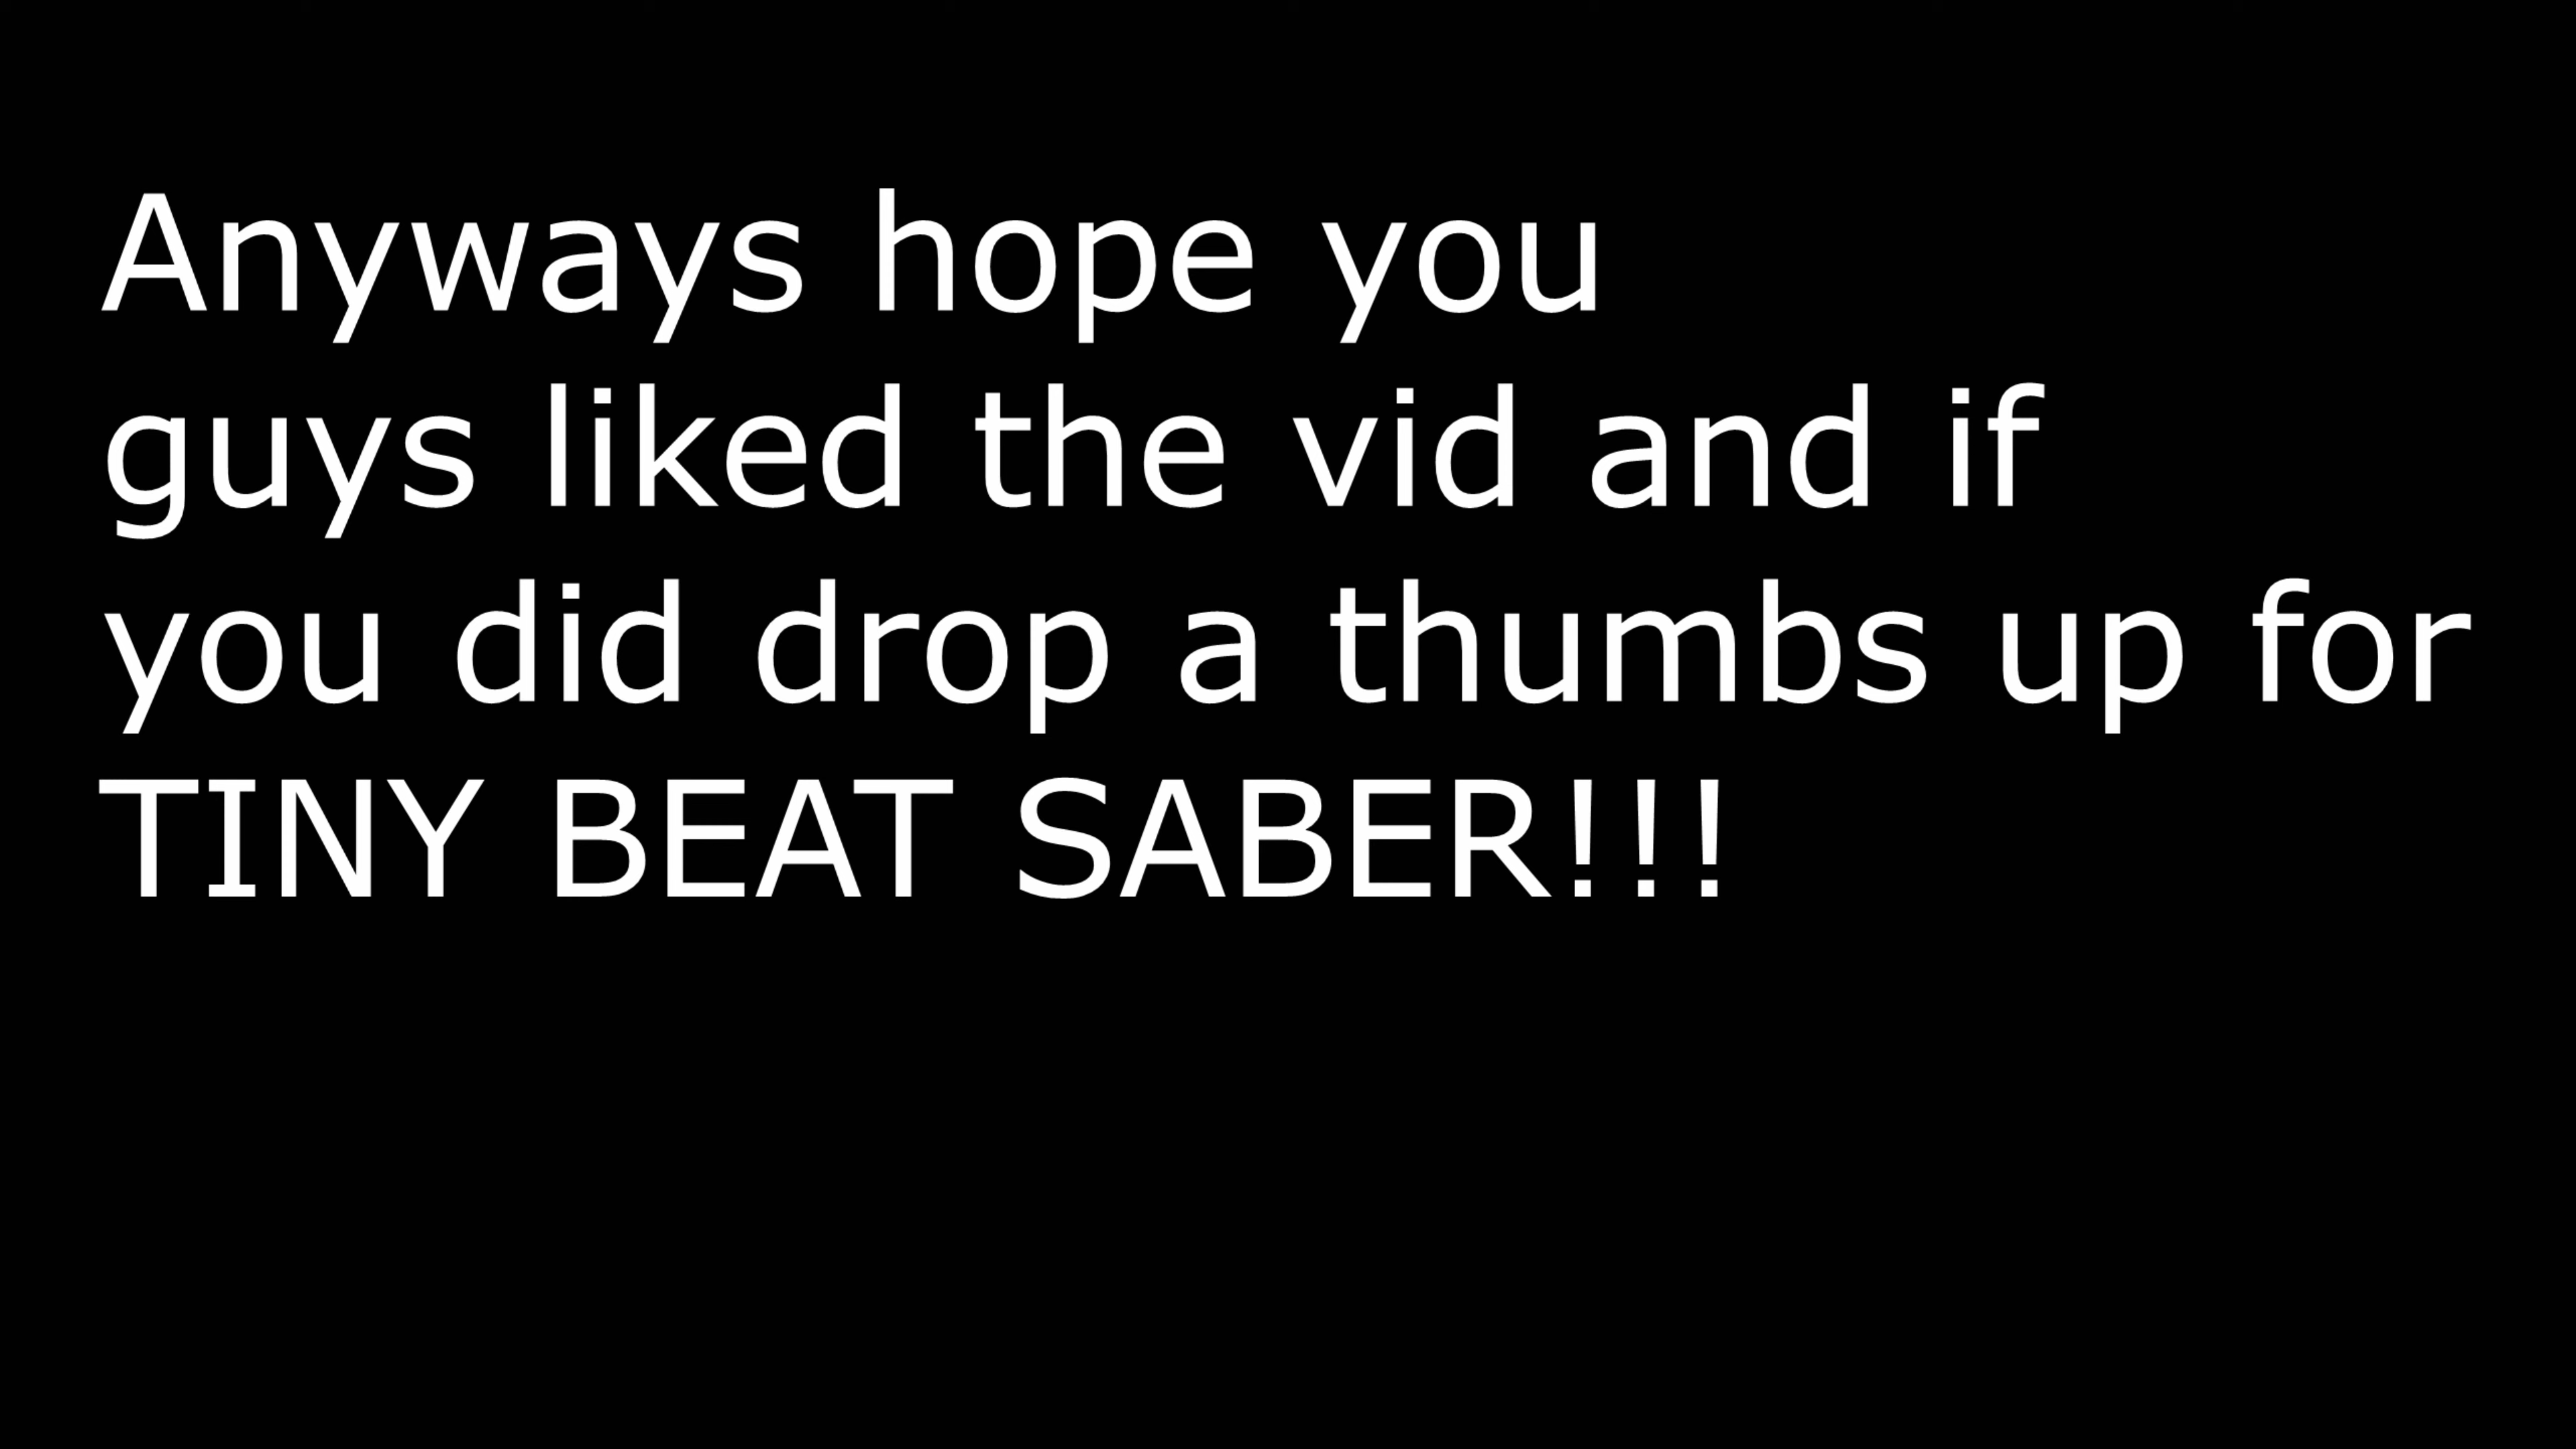 Anyways hope you
guys liked the vid and if
you did drop a thumbs up for
TINY BEAT SABER!!!